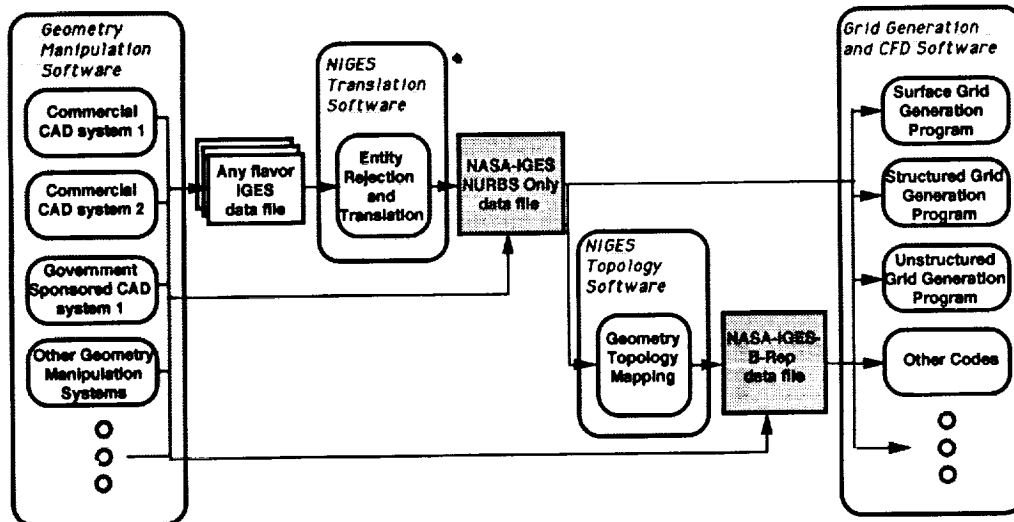 Geometry
Manipulation
Software
Commercial
CAD system 1
Commercial
CAD system 2
Government
Sponsored CAD
system 1
Other Geometry
Manipulation
Systems
Any flavor
IGES
data file
NIGES
Translation
Software
Entity
Rejection
and
Translation
NASA-IGES
NURBS Only
data file
NIGES
Topology
Software
Geometry
Topology
Mapping
NASA-IGES-
B-Rep
data file
Grid Generation
and CFD Software
Surface Grid
Generation
Program
Structured Grid
Generation
Program
Unstructured
Grid Generation
Program
Other Codes